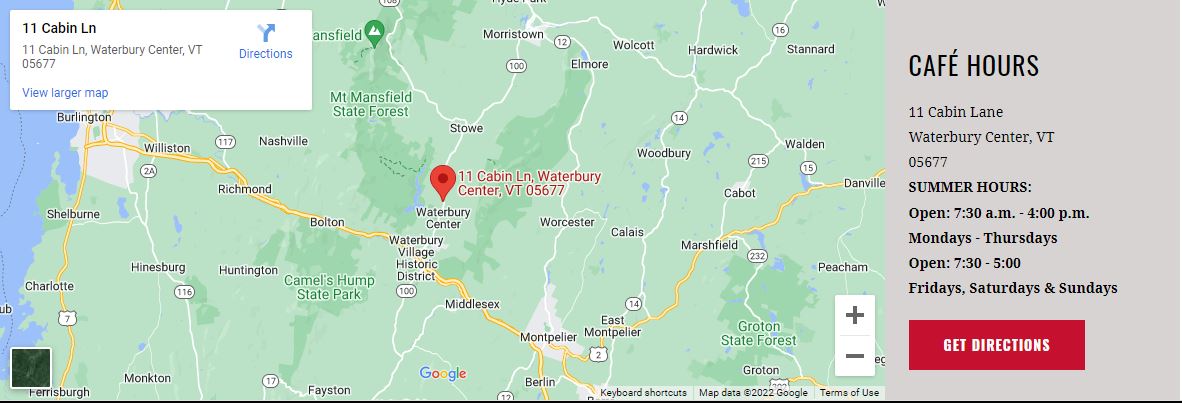 Hyde Park
11 Cabin Ln
11 Cabin Ln, Waterbury Center, VT
05677
Directions
View larger map
ansfield
108
Morristown
12
Wolcott
Hardwick
16
Stannard
100
Elmore
Mt Mansfield
State Forest
Burlington
Stowe
14
117
Nashville
Williston
2A
Woodbury
215
Walden
15
Richmond
11 Cabin Ln, Waterbury
Center, VT 05677
Cabot
Danville
Shelburne
Bolton
Waterbury
Center
Worcester
Calais
Waterbury
Village
Historic
District
Marshfield
232
Hinesburg
Huntington
Peacham
Camel's Hump
State Park
Charlotte
116
100
Middlesex
14
7
East
Montpelier
Montpelier
Groton
State Forest
2
Groton
Google
Monkton
17
Fayston
Berlin
302
Ferrisburgh
Keyboard shortcuts
Map data ©2022 Google
Terms of Use
CAFÉ HOURS
11 Cabin Lane
Waterbury Center, VT
05677
SUMMER HOURS:
Open: 7:30 a.m. - 4:00 p.m.
Mondays - Thursdays
Open: 7:30 - 5:00
Fridays, Saturdays & Sundays
GET DIRECTIONS